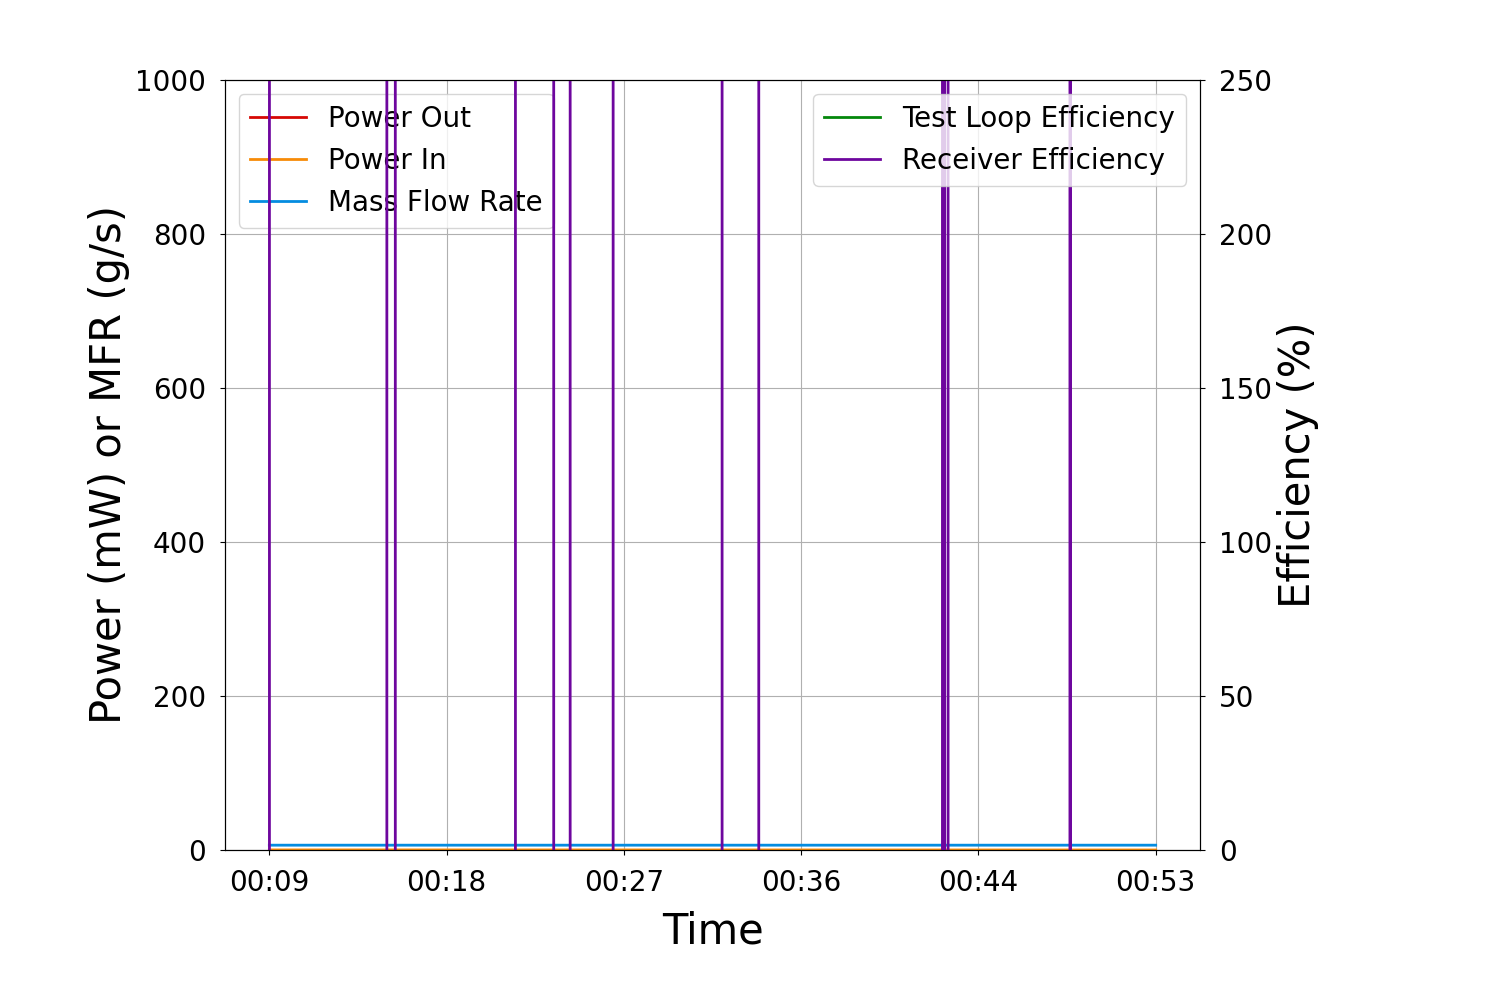 1000
800
600
400
200
0
Power (mW) or MFR (g/s)
Power Out
Power In
Mass Flow Rate
Test Loop Efficiency
Receiver Efficiency
250
200
150
100
50
0
Efficiency (%)
00:09 00:18 00:27 00:36 00:44 00:53
Time